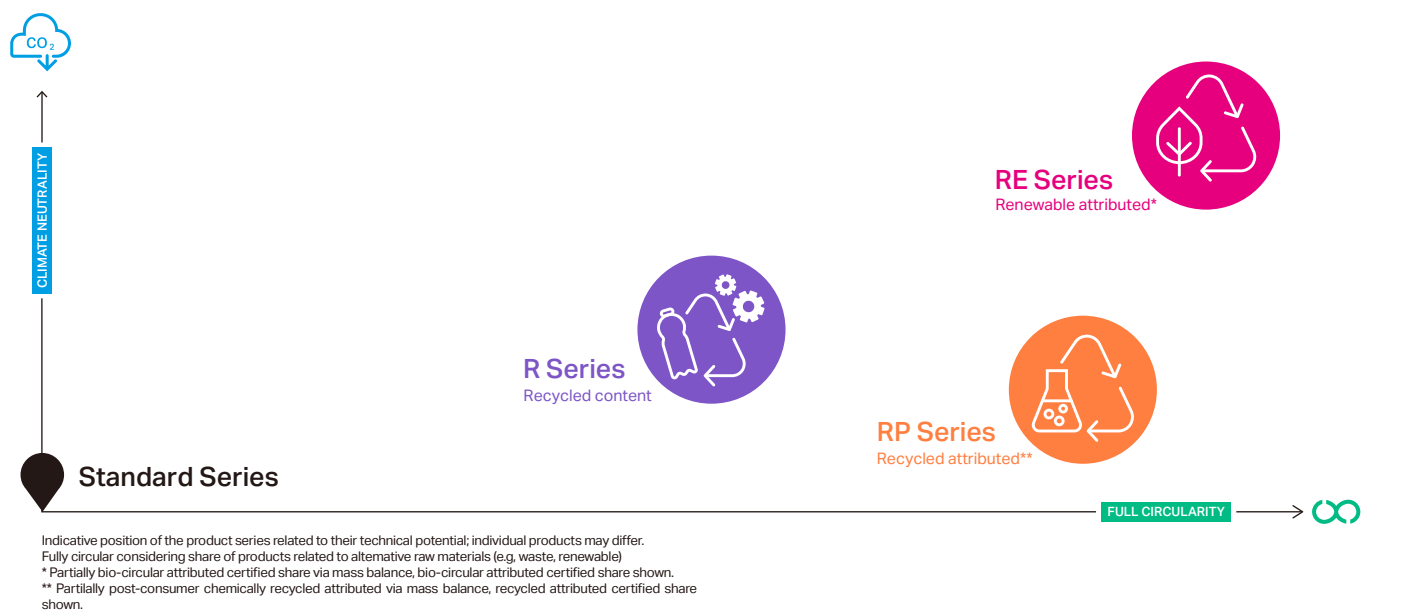 CO₂
CLIMATE NEUTRALITY
RE Series
Renewable attributed*
R Series
Recycled content
RP Series
Recycled attributed**
Standard Series
FULL CIRCULARITY
Indicative position of the product series related to their technical potential; individual products may differ.
Fully circular considering share of products related to altemative raw materials (e.g, waste, renewable)
* Partially bio-circular attributed certified share via mass balance, bio-circular attributed certified share shown.
** Partilally post-consumer chemically recycled attributed via mass balance, recycled attributed certified share
shown.